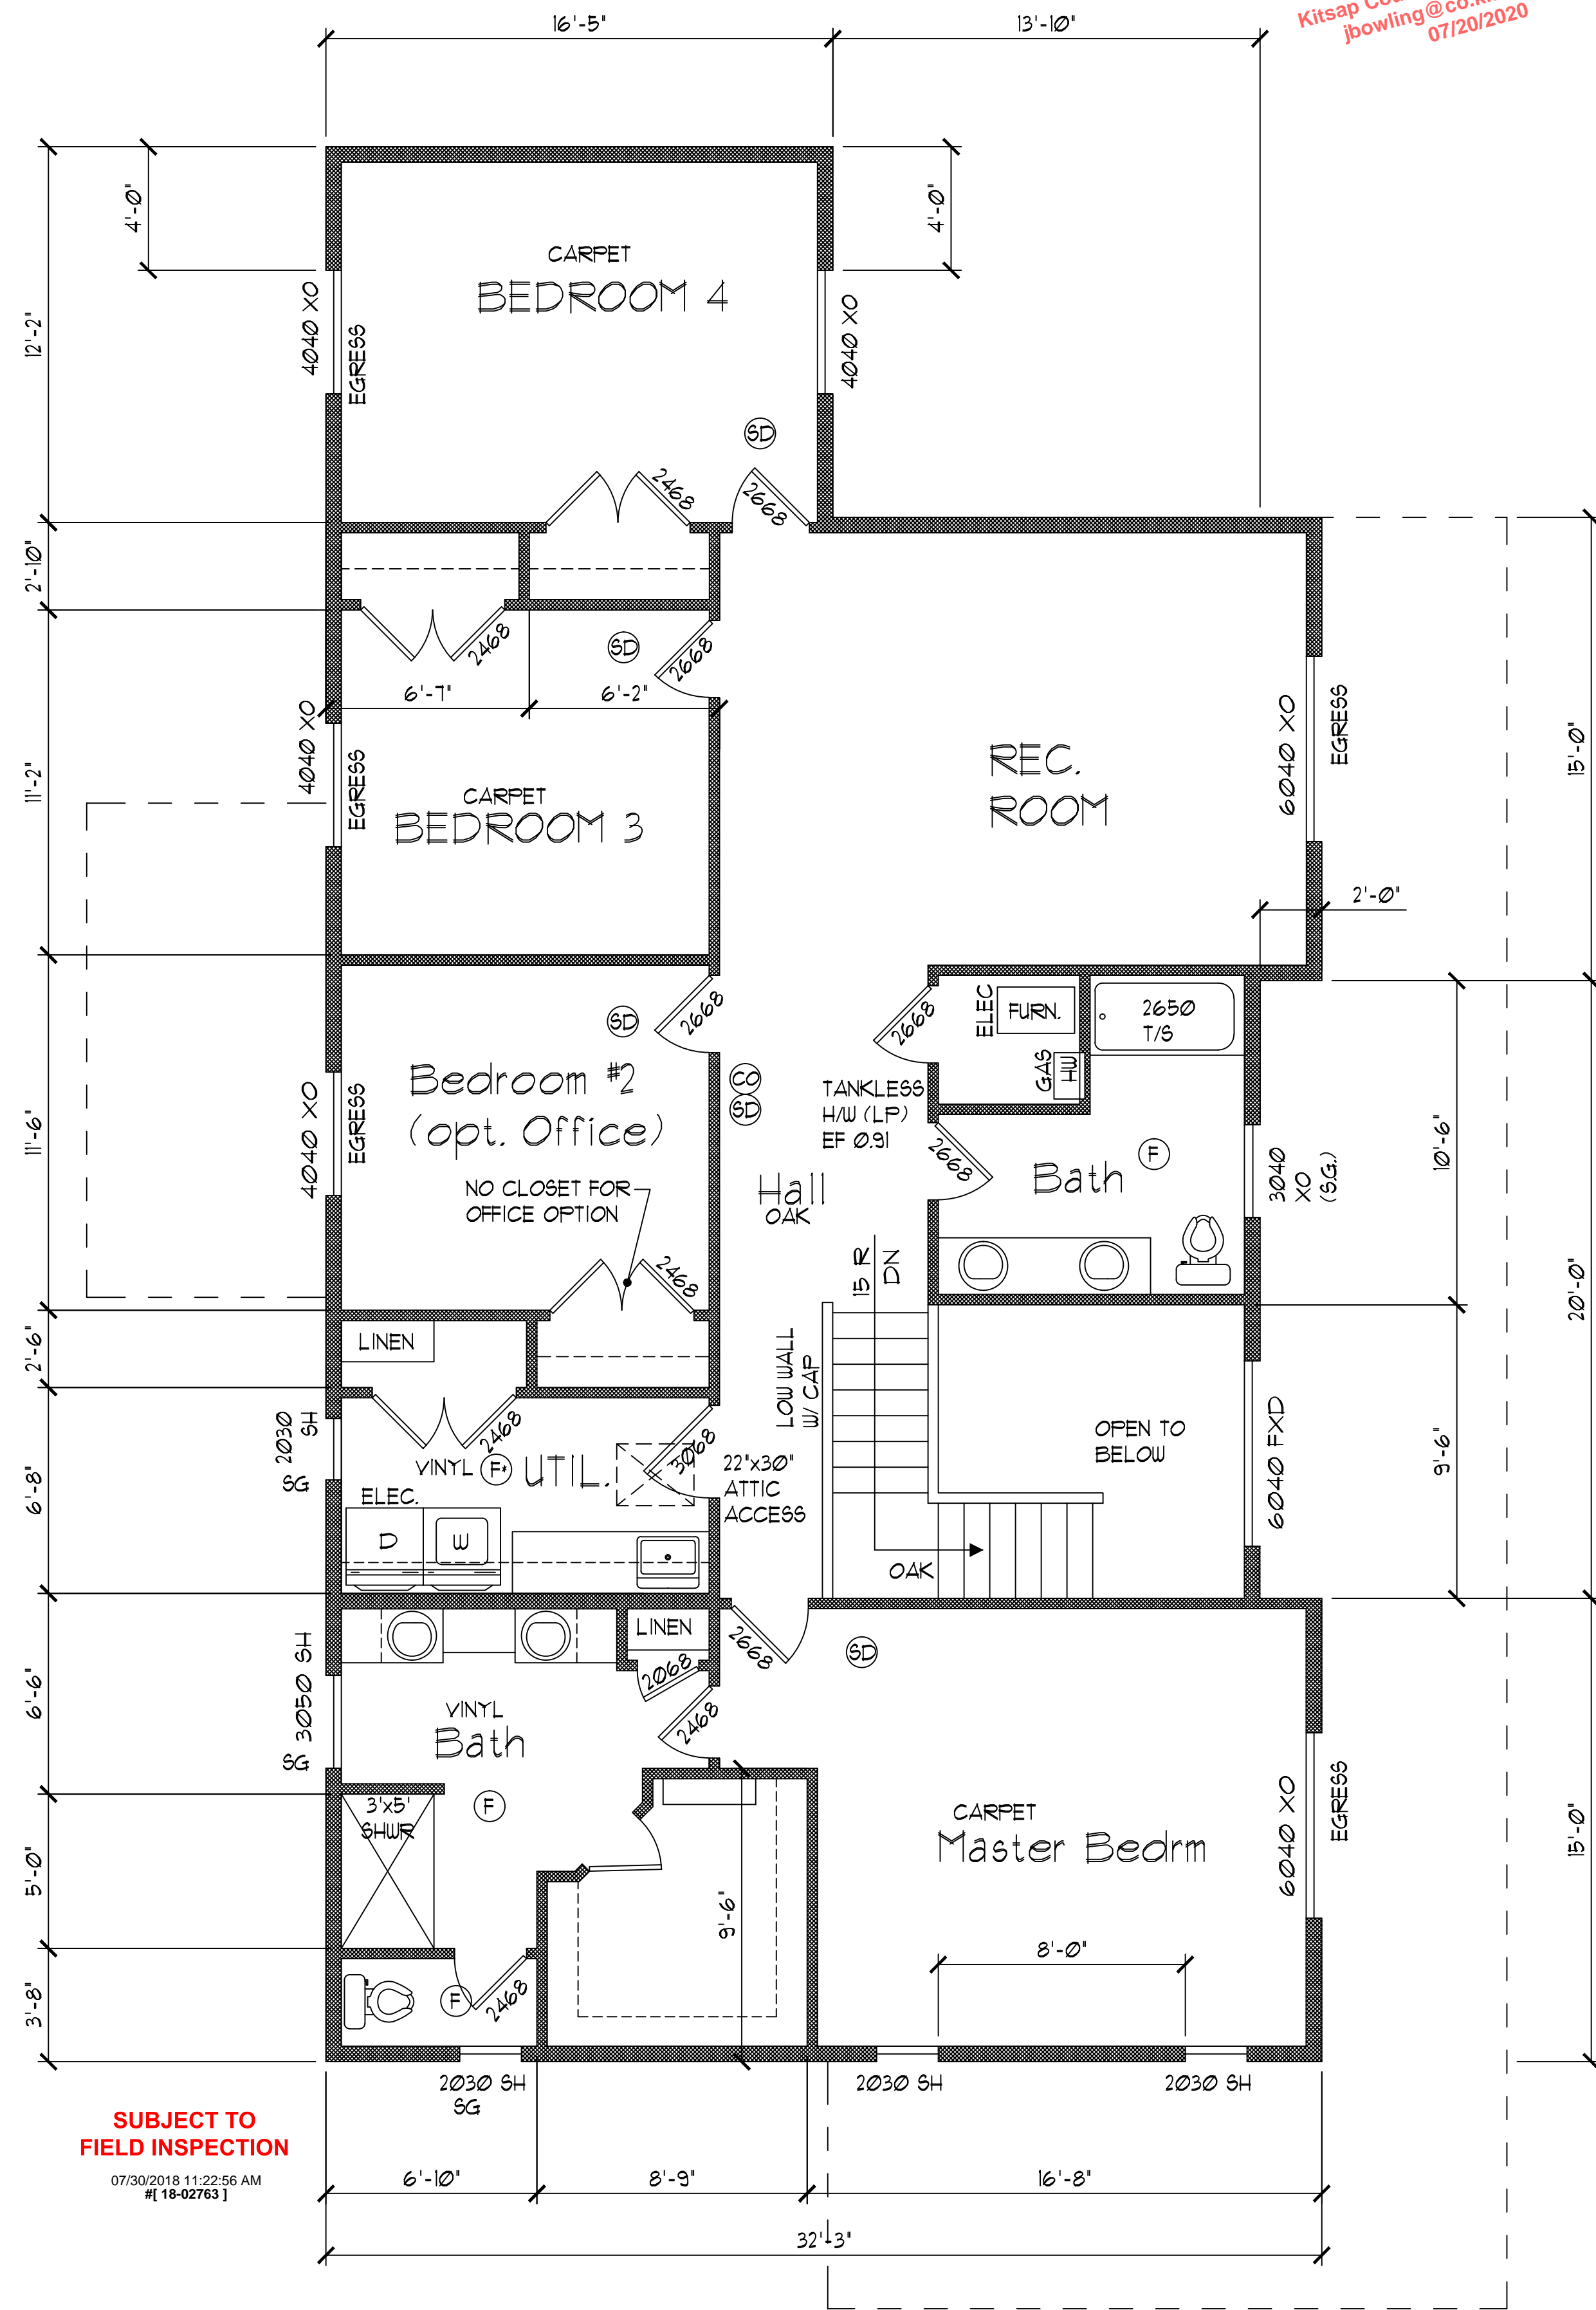 Kitsap
jbowling@co.
07/20/2020
16'-5"
13'-10"
4'-0"
4'-0"
12'-2"
CARPET
BEDROOM 4
4040 XO
EGRESS
4040 XO
SD
2468
2668
2'-10"
2468
SD
2668
6'-7"
6'-2"
4040 XO
EGRESS
11'-2"
CARPET
BEDROOM 3
REC.
ROOM
6040 XO
EGRESS
15'-0"
2'-0"
SD
2668
2668
ELEC
FURN.
GAS
HW
2650
T/S
Bedroom #2
(opt. Office)
CO
SD
TANKLESS
H/W (LP)
EF 0.91
4040 XO
EGRESS
11'-6"
NO CLOSET FOR
OFFICE OPTION
2468
Hall
OAK
2668
Bath
F
3040
XO
(S.G.)
10'-6"
15 R
DN
20'-0"
2'-6"
LINEN
LOW WALL
W/ CAP
2030
SH
SG
2468
VINYL
F*
UTIL.
3068
22"x30"
ATTIC
ACCESS
OPEN TO
BELOW
6040 FXD
9'-6"
6'-8"
ELEC.
D
W
OAK
LINEN
2668
SD
2068
2468
3050 SH
SG
6'-6"
VINYL
Bath
F
3'x5'
SHWR
5'-0"
9'-6"
CARPET
Master Bedrm
6040 XO
EGRESS
15'-0"
8'-0"
3'-8"
F
2468
2030 SH
SG
2030 SH
2030 SH
SUBJECT TO
FIELD INSPECTION
07/30/2018 11:22:56 AM
#[ 18-02763 ]
6'-10"
8'-9"
16'-8"
32'-3"